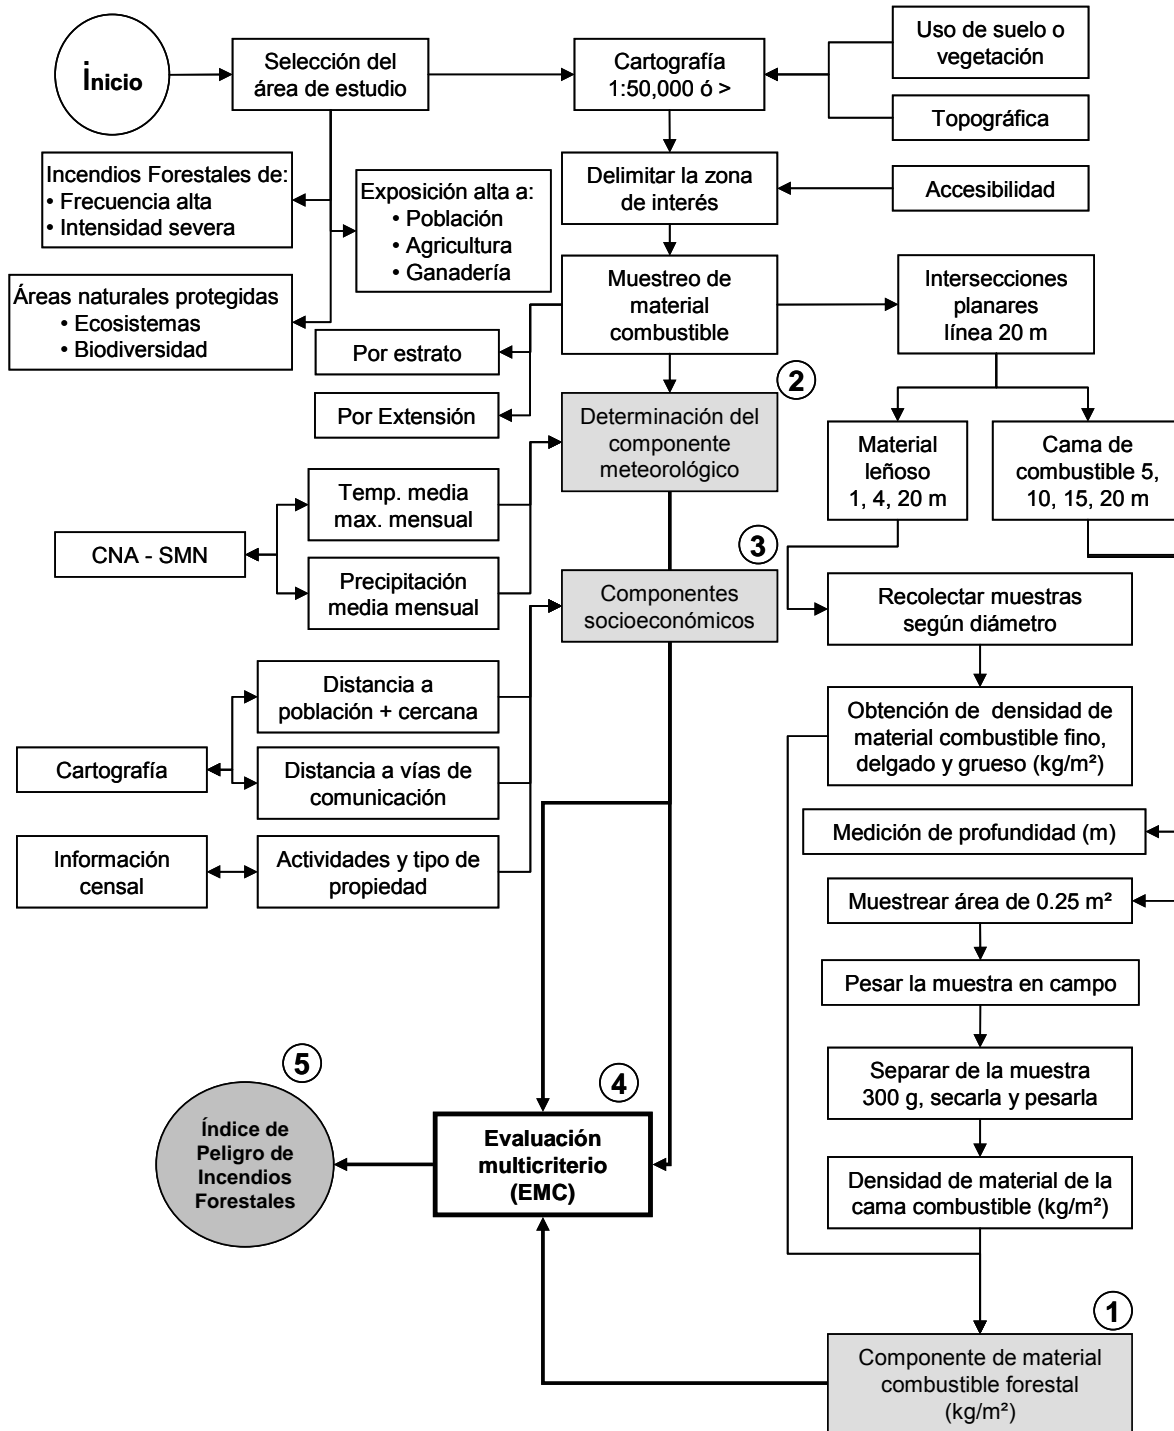 Inicio
Selección del
área de estudio
Cartografía
1:50,000 ó >
Uso de suelo o
vegetación
Topográfica
Incendios Forestales de:
• Frecuencia alta
• Intensidad severa
Exposición alta a:
• Población
• Agricultura
• Ganadería
Delimitar la zona
de interés
Accesibilidad
Áreas naturales protegidas
• Ecosistemas
• Biodiversidad
Muestreo de
material
combustible
Intersecciones
planares
línea 20 m
Por estrato
Por Extensión
2
Determinación del
componente
meteorológico
Material
leñoso
1, 4, 20 m
Cama de
combustible 5,
10, 15, 20 m
Temp. media
max. mensual
CNA - SMN
Precipitación
media mensual
3
Componentes
socioeconómicos
Recolectar muestras
según diámetro
Distancia a
población + cercana
Cartografía
Distancia a vías de
comunicación
Obtención de densidad de
material combustible fino,
delgado y grueso (kg/m²)
Medición de profundidad (m)
Información
censal
Actividades y tipo de
propiedad
Muestrear área de 0.25 m²
Pesar la muestra en campo
Separar de la muestra
300 g, secarla y pesarla
Densidad de material de la
cama combustible (kg/m²)
5
Índice de
Peligro de
Incendios
Forestales
4
Evaluación
multicriterio
(EMC)
1
Componente de material
combustible forestal
(kg/m²)